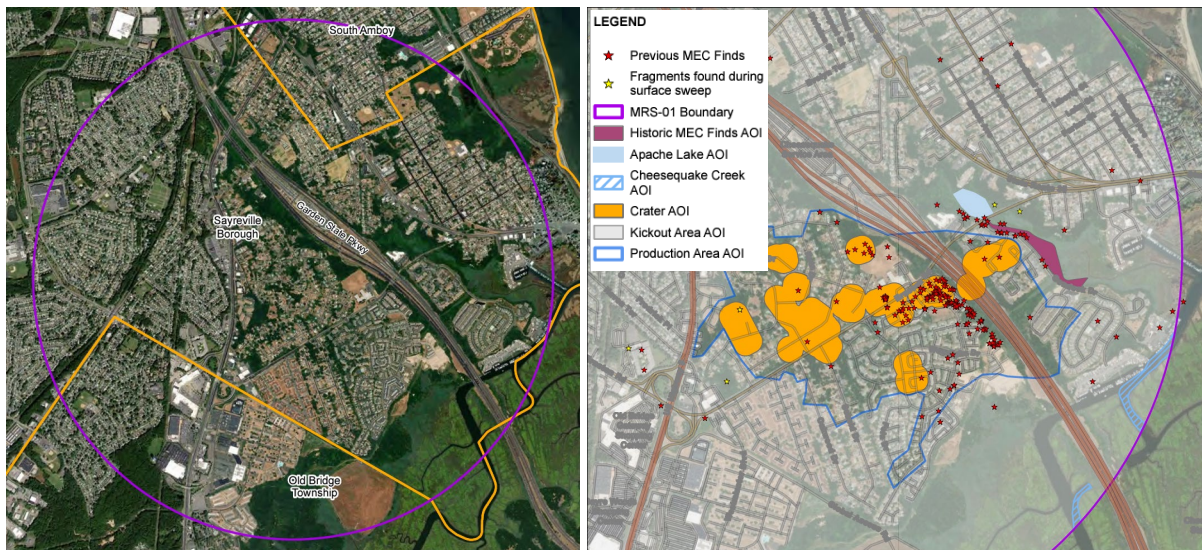 South Amboy
Garden State Pkwy
Sayreville
Borough
Old Bridge
Township
LEGEND
Previous MEC Finds
Fragments found during
surface sweep
MRS-01 Boundary
Historic MEC Finds AOI
Apache Lake AOI
Cheesequake Creek
AOI
Crater AOI
Kickout Area AOI
Production Area AOI